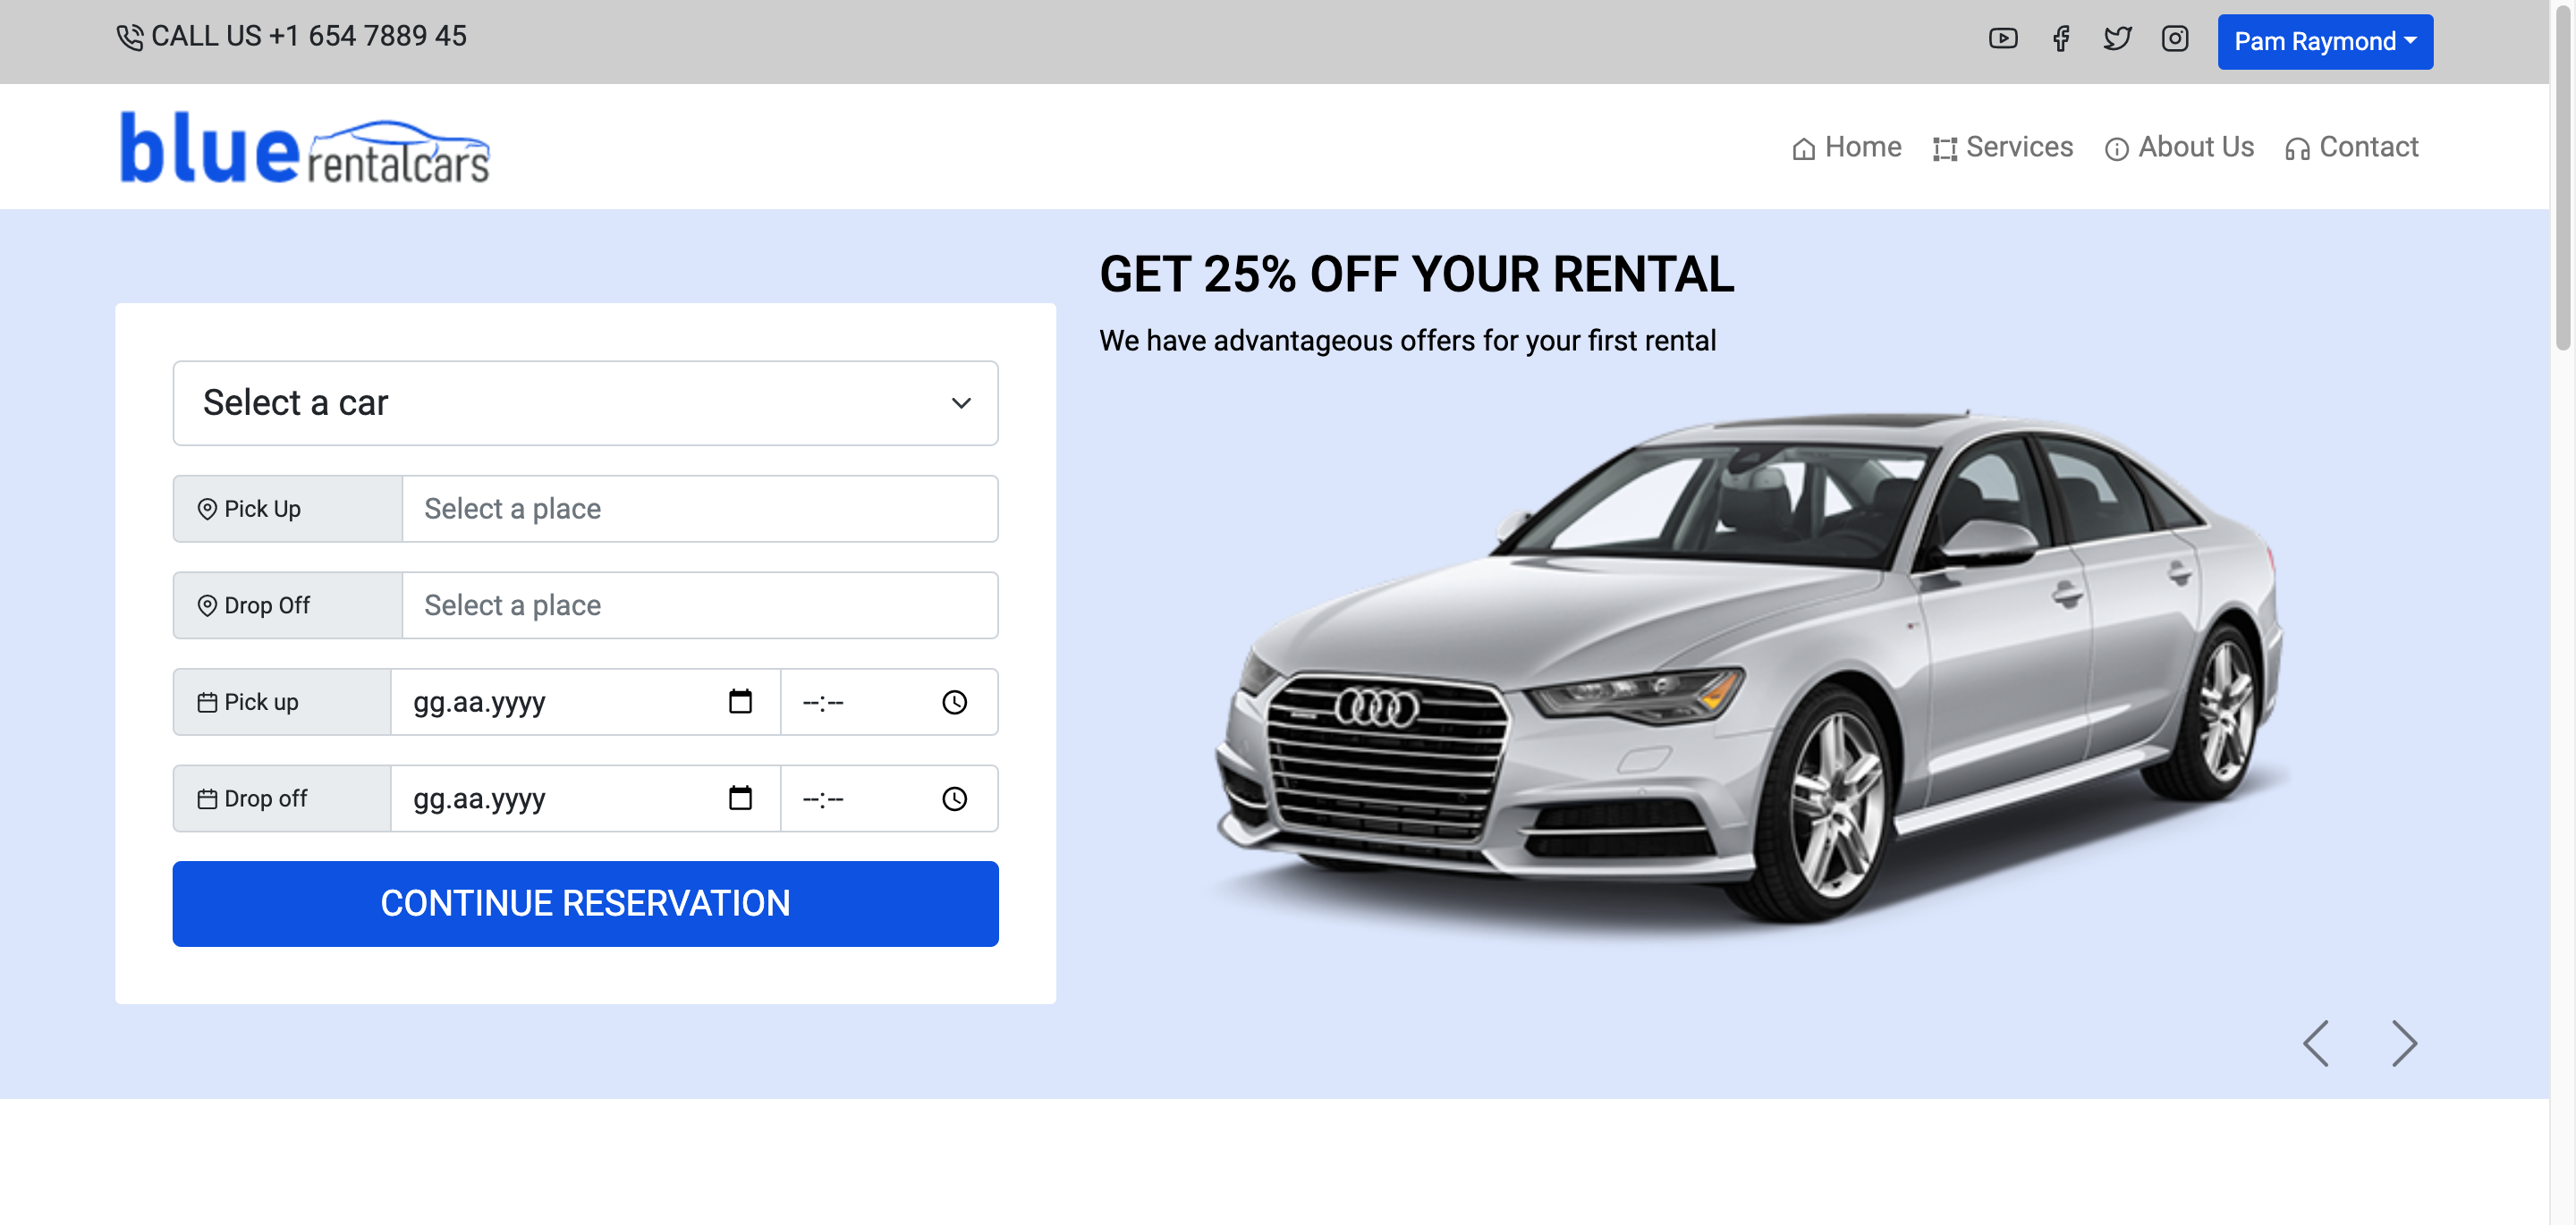 CALL US +1 654 7889 45
Pam Raymond
blue rentalcars
Home
Services
About Us
Contact
GET 25% OFF YOUR RENTAL
We have advantageous offers for your first rental
Select a car
Pick Up
Select a place
Drop Off
Select a place
Pick up
gg.aa.yyyy
--:--
Drop off
gg.aa.yyyy
--:--
CONTINUE RESERVATION